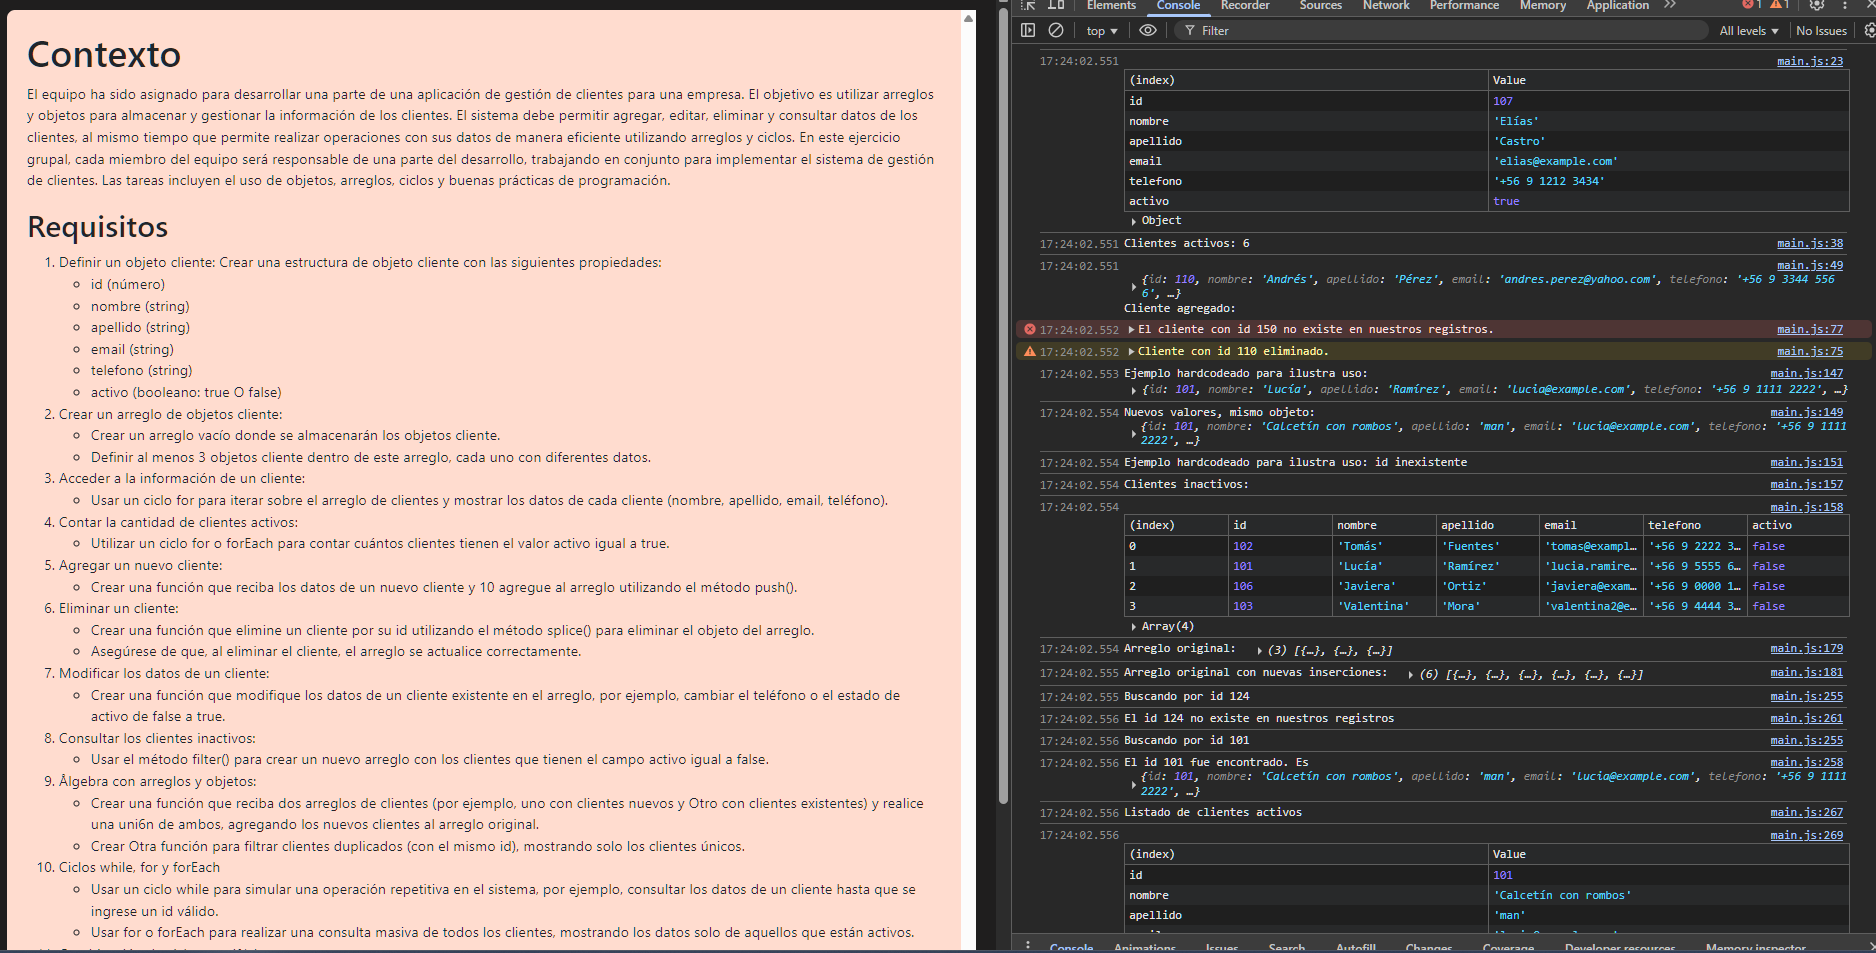 Contexto
El equipo ha sido asignado para desarrollar una parte de una aplicación de gestión de clientes para una empresa. El objetivo es utilizar arreglos
y objetos para almacenar y gestionar la información de los clientes. El sistema debe permitir agregar, editar, eliminar y consultar datos de los
clientes, al mismo tiempo que permite realizar operaciones con sus datos de manera eficiente utilizando arreglos y ciclos. En este ejercicio
grupal, cada miembro del equipo será responsable de una parte del desarrollo, trabajando en conjunto para implementar el sistema de gestión
de clientes. Las tareas incluyen el uso de objetos, arreglos, ciclos y buenas prácticas de programación.
Requisitos
1. Definir un objeto cliente: Crear una estructura de objeto cliente con las siguientes propiedades:
id (número)
nombre (string)
apellido (string)
email (string)
telefono (string)
activo (booleano: true O false)
2. Crear un arreglo de objetos cliente:
Crear un arreglo vacío donde se almacenarán los objetos cliente.
Definir al menos 3 objetos cliente dentro de este arreglo, cada uno con diferentes datos.
3. Acceder a la información de un cliente:
Usar un ciclo for para iterar sobre el arreglo de clientes y mostrar los datos de cada cliente (nombre, apellido, email, teléfono).
4. Contar la cantidad de clientes activos:
Utilizar un ciclo for o forEach para contar cuántos clientes tienen el valor activo igual a true.
5. Agregar un nuevo cliente:
Crear una función que reciba los datos de un nuevo cliente y 10 agregue al arreglo utilizando el método push().
6. Eliminar un cliente:
Crear una función que elimine un cliente por su id utilizando el método splice() para eliminar el objeto del arreglo.
Asegúrese de que, al eliminar el cliente, el arreglo se actualice correctamente.
7. Modificar los datos de un cliente:
Crear una función que modifique los datos de un cliente existente en el arreglo, por ejemplo, cambiar el teléfono o el estado de
activo de false a true.
8. Consultar los clientes inactivos:
Usar el método filter() para crear un nuevo arreglo con los clientes que tienen el campo activo igual a false.
9. Álgebra con arreglos y objetos:
Crear una función que reciba dos arreglos de clientes (por ejemplo, uno con clientes nuevos y Otro con clientes existentes) y realice
una uni6n de ambos, agregando los nuevos clientes al arreglo original.
Crear Otra función para filtrar clientes duplicados (con el mismo id), mostrando solo los clientes únicos.
10. Ciclos while, for y forEach
Usar un ciclo while para simular una operación repetitiva en el sistema, por ejemplo, consultar los datos de un cliente hasta que se
ingrese un id válido.
Usar for o forEach para realizar una consulta masiva de todos los clientes, mostrando los datos solo de aquellos que están activos.
Elements Console Recorder Sources Network Performance Memory Application 1 1
top Filter All levels No Issues
17:24:02.551 main.js:23
(index) Value
id 107
nombre 'Elías'
apellido 'Castro'
email 'elias@example.com'
telefono '+56 9 1212 3434'
activo true
Object
17:24:02.551 Clientes activos: 6 main.js:38
17:24:02.551 main.js:49
{id: 110, nombre: 'Andrés', apellido: 'Pérez', email: 'andres.perez@yahoo.com', telefono: '+56 9 3344 556
6', …}
Cliente agregado:
17:24:02.552 El cliente con id 150 no existe en nuestros registros. main.js:77
17:24:02.552 Cliente con id 110 eliminado. main.js:75
17:24:02.553 Ejemplo hardcodeado para ilustra uso: main.js:147
{id: 101, nombre: 'Lucía', apellido: 'Ramírez', email: 'lucia@example.com', telefono: '+56 9 1111 2222', …}
17:24:02.554 Nuevos valores, mismo objeto: main.js:149
{id: 101, nombre: 'Calcetín con rombos', apellido: 'man', email: 'lucia@example.com', telefono: '+56 9 1111
2222', …}
17:24:02.554 Ejemplo hardcodeado para ilustra uso: id inexistente main.js:151
17:24:02.554 Clientes inactivos: main.js:157
17:24:02.554 main.js:158
(index) id nombre apellido email telefono activo
0 102 'Tomás' 'Fuentes' 'tomas@exampl… '+56 9 2222 3… false
1 101 'Lucía' 'Ramírez' 'lucia.ramire… '+56 9 5555 6… false
2 106 'Javiera' 'Ortiz' 'javiera@exam… '+56 9 0000 1… false
3 103 'Valentina' 'Mora' 'valentina2@e… '+56 9 4444 3… false
Array(4)
17:24:02.554 Arreglo original: (3) [{…}, {…}, {…}] main.js:179
17:24:02.555 Arreglo original con nuevas inserciones: (6) [{…}, {…}, {…}, {…}, {…}, {…}] main.js:181
17:24:02.555 Buscando por id 124 main.js:255
17:24:02.556 El id 124 no existe en nuestros registros main.js:261
17:24:02.556 Buscando por id 101 main.js:255
17:24:02.556 El id 101 fue encontrado. Es main.js:258
{id: 101, nombre: 'Calcetín con rombos', apellido: 'man', email: 'lucia@example.com', telefono: '+56 9 1111
2222', …}
17:24:02.556 Listado de clientes activos main.js:267
17:24:02.556 main.js:269
(index) Value
id 101
nombre 'Calcetín con rombos'
apellido 'man'
Console Animations Issues Search Autofill Changes Coverage Developer resources Memory inspector